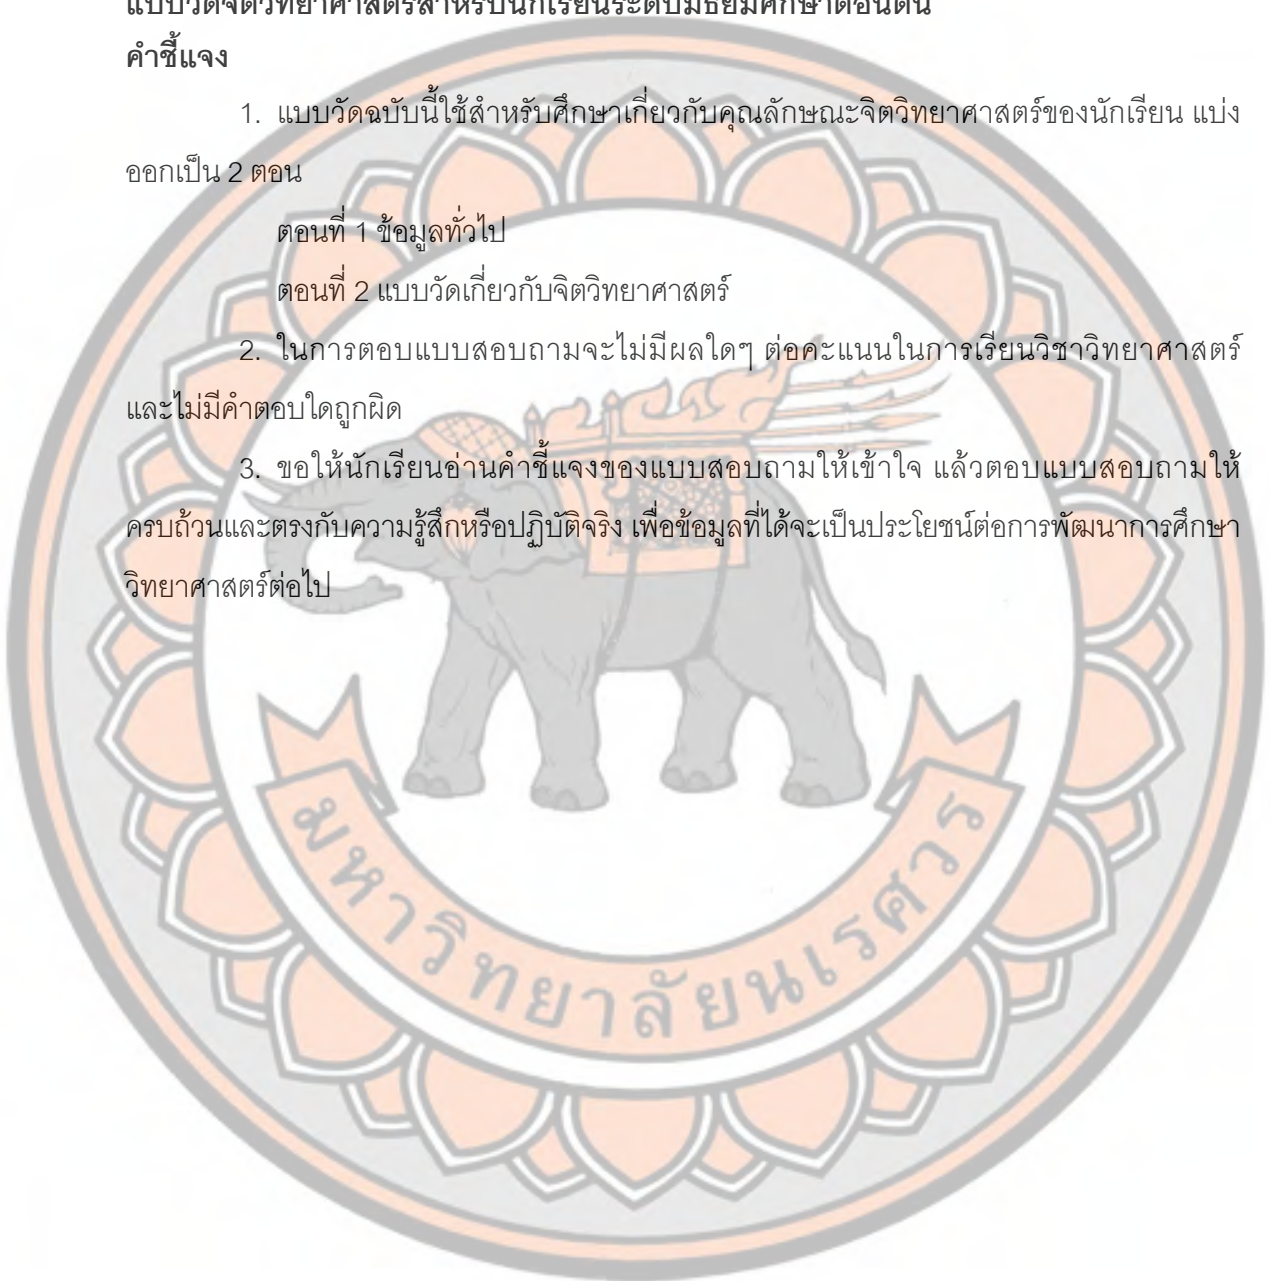 แบบวัดจิตวิทยาศาสตร์สำหรับนักเรียนระดับมัธยมศึกษาตอนต้น
คำชี้แจง
1. แบบวัดฉบับนี้ใช้สำหรับศึกษาเกี่ยวกับคุณลักษณะจิตวิทยาศาสตร์ของนักเรียน แบ่ง
ออกเป็น 2 ตอน
ตอนที่ 1 ข้อมูลทั่วไป
ตอนที่ 2 แบบวัดเกี่ยวกับจิตวิทยาศาสตร์
2. ในการตอบแบบสอบถามจะไม่มีผลใดๆ ต่อคะแนนในการเรียนวิชาวิทยาศาสตร์
และไม่มีคำตอบใดถูกผิด
3. ขอให้นักเรียนอ่านคำชี้แจงของแบบสอบถามให้เข้าใจ แล้วตอบแบบสอบถามให้
ครบถ้วนและตรงกับความรู้สึกหรือปฏิบัติจริง เพื่อข้อมูลที่ได้จะเป็นประโยชน์ต่อการพัฒนาการศึกษา
วิทยาศาสตร์ต่อไป
มหาวิทยาลัยนเรศวร